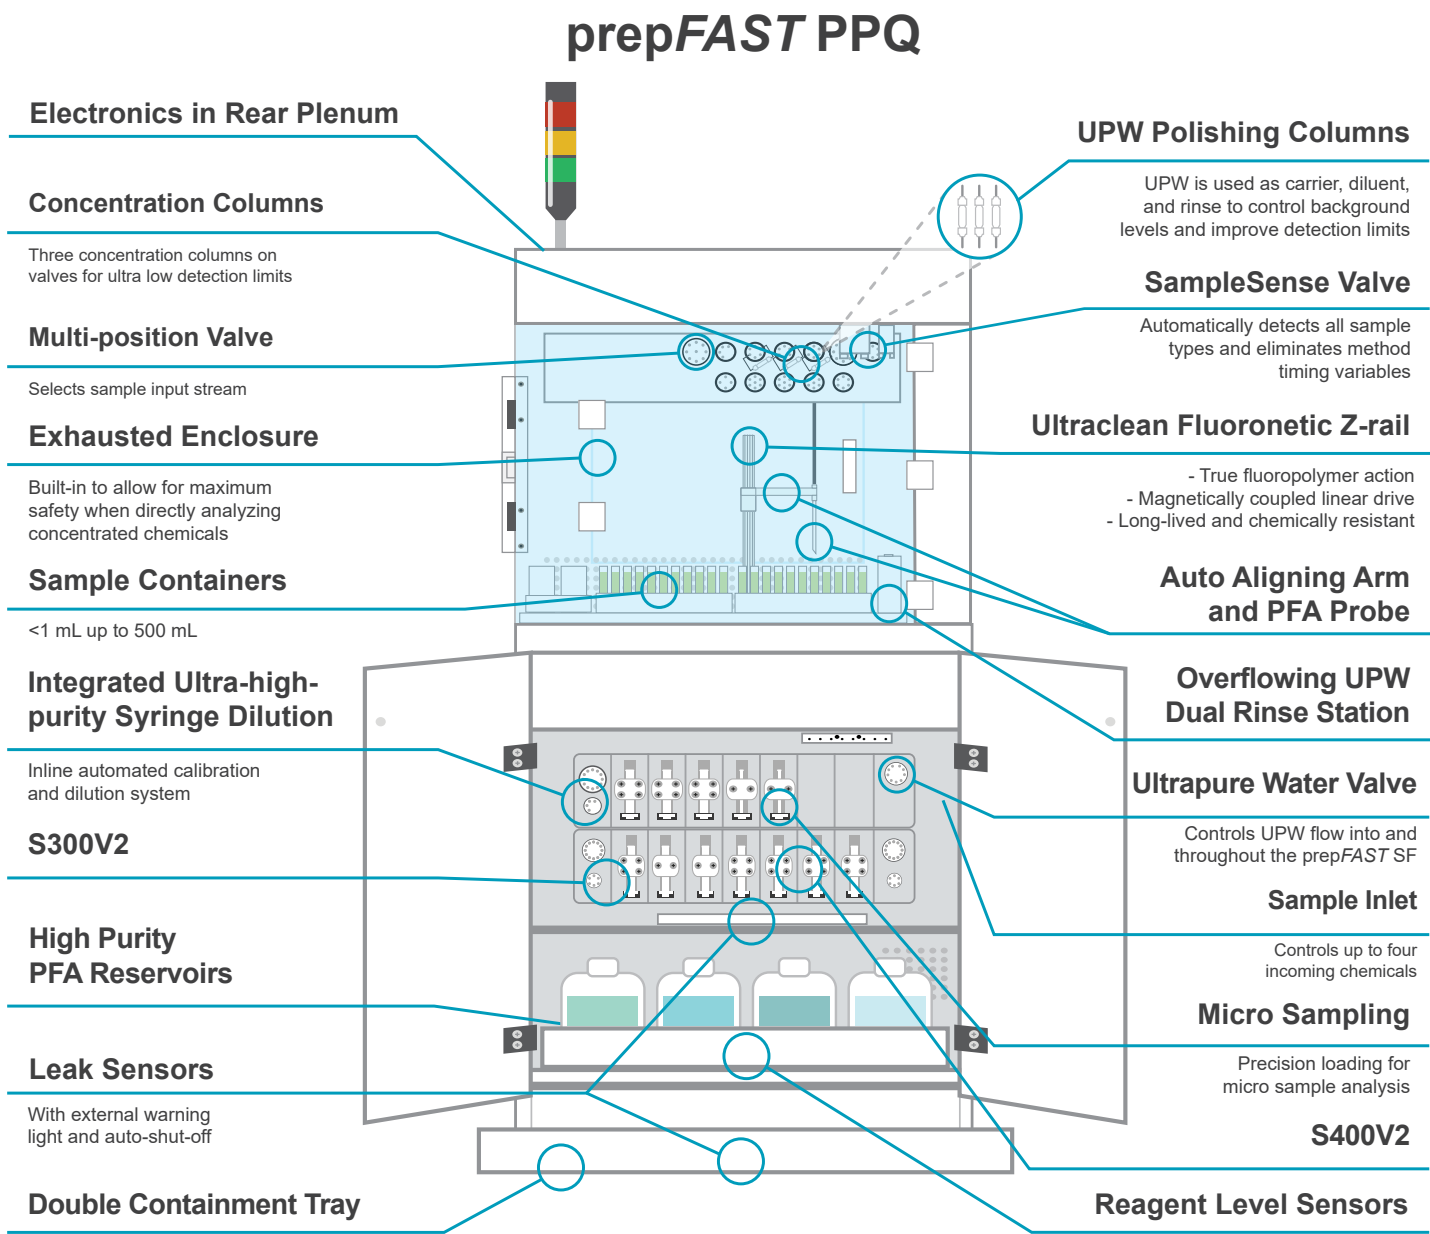 prepFAST PPQ
Electronics in Rear Plenum
Concentration Columns
Three concentration columns on
valves for ultra low detection limits
Multi-position Valve
Selects sample input stream
Exhausted Enclosure
Built-in to allow for maximum
safety when directly analyzing
concentrated chemicals
Sample Containers
<1 mL up to 500 mL
Integrated Ultra-high-
purity Syringe Dilution
Inline automated calibration
and dilution system
S300V2
High Purity
PFA Reservoirs
Leak Sensors
With external warning
light and auto-shut-off
Double Containment Tray
UPW Polishing Columns
UPW is used as carrier, diluent,
and rinse to control background
levels and improve detection limits
SampleSense Valve
Automatically detects all sample
types and eliminates method
timing variables
Ultraclean Fluoronetic Z-rail
- True fluoropolymer action
- Magnetically coupled linear drive
- Long-lived and chemically resistant
Auto Aligning Arm
and PFA Probe
Overflowing UPW
Dual Rinse Station
Ultrapure Water Valve
Controls UPW flow into and
throughout the prepFAST SF
Sample Inlet
Controls up to four
incoming chemicals
Micro Sampling
Precision loading for
micro sample analysis
S400V2
Reagent Level Sensors